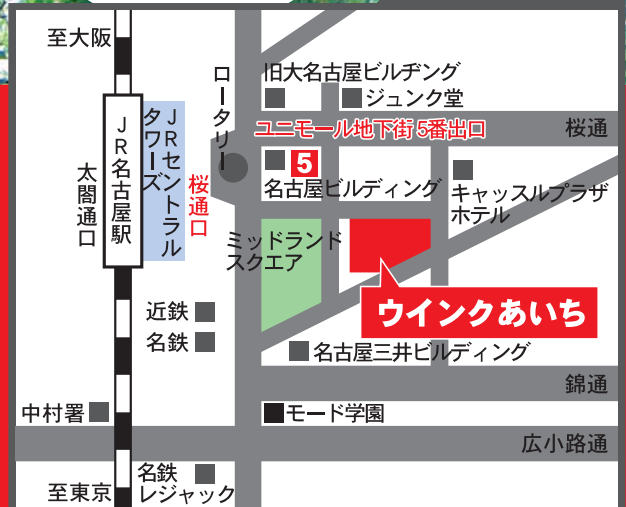 至大阪
旧大名古屋ビルヂング
ロータリー
ジュンク堂
ユニモール地下街 5番出口
桜通
JR名古屋駅
JRセントラル
タワーズ
太閤通口
桜通口
5
名古屋ビルディング
キャッスルプラザ
ホテル
ミッドランド
スクエア
近鉄
名鉄
ウインクあいち
名古屋三井ビルディング
錦通
中村署
モード学園
広小路通
名鉄
レジャック
至東京